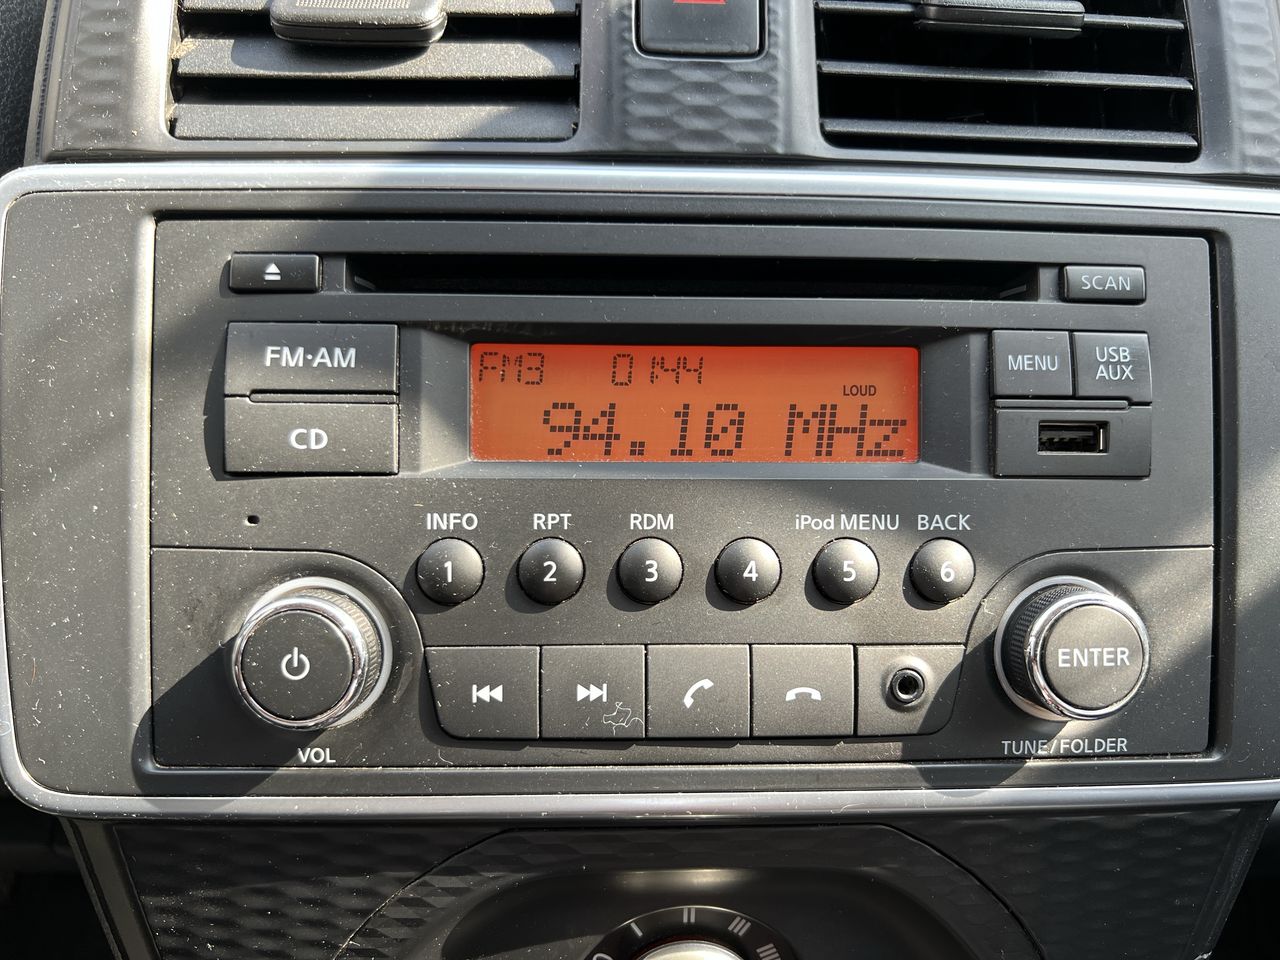 SCAN
FM·AM
FM3 01:44
LOUD
94.10 MHz
MENU
USB
AUX
CD
INFO RPT RDM iPod MENU BACK
1 2 3 4 5 6
ENTER
VOL
TUNE/FOLDER